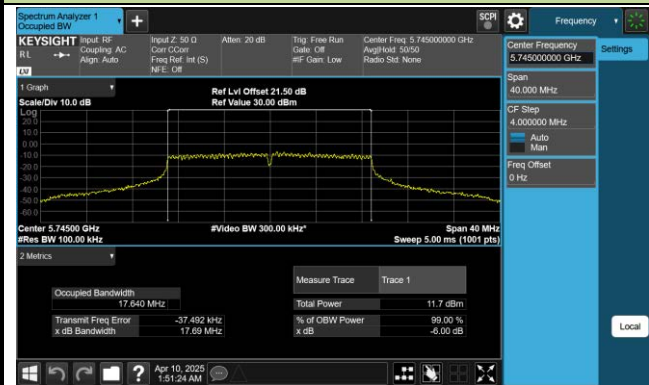 Spectrum Analyzer 1
Occupied BW
+
SCPI
Frequency
KEYSIGHT
RL
LXI
Input: RF
Coupling: AC
Align: Auto
Input Z: 50 Ω
Corr CCorr
Freq Ref: Int (S)
NFE: Off
Atten: 20 dB
Trig: Free Run
Gate: Off
#IF Gain: Low
Center Freq: 5.745000000 GHz
Avg|Hold: 50/50
Radio Std: None
Center Frequency
5.745000000 GHz
Settings
Span
40.000 MHz
CF Step
4.000000 MHz
Auto
Man
Freq Offset
0 Hz
1 Graph
Scale/Div 10.0 dB
Ref Lvl Offset 21.50 dB
Ref Value 30.00 dBm
Log
20.0
10.0
0.00
-10.0
-20.0
-30.0
-40.0
-50.0
-60.0
Center 5.74500 GHz
#Video BW 300.00 kHz*
Span 40 MHz
#Res BW 100.00 kHz
Sweep 5.00 ms (1001 pts)
2 Metrics
Measure Trace
Trace 1
Occupied Bandwidth
17.640 MHz
Total Power
11.7 dBm
Transmit Freq Error
-37.492 kHz
% of OBW Power
99.00 %
x dB Bandwidth
17.69 MHz
x dB
-6.00 dB
Local
?
Apr 10, 2025
1:51:24 AM